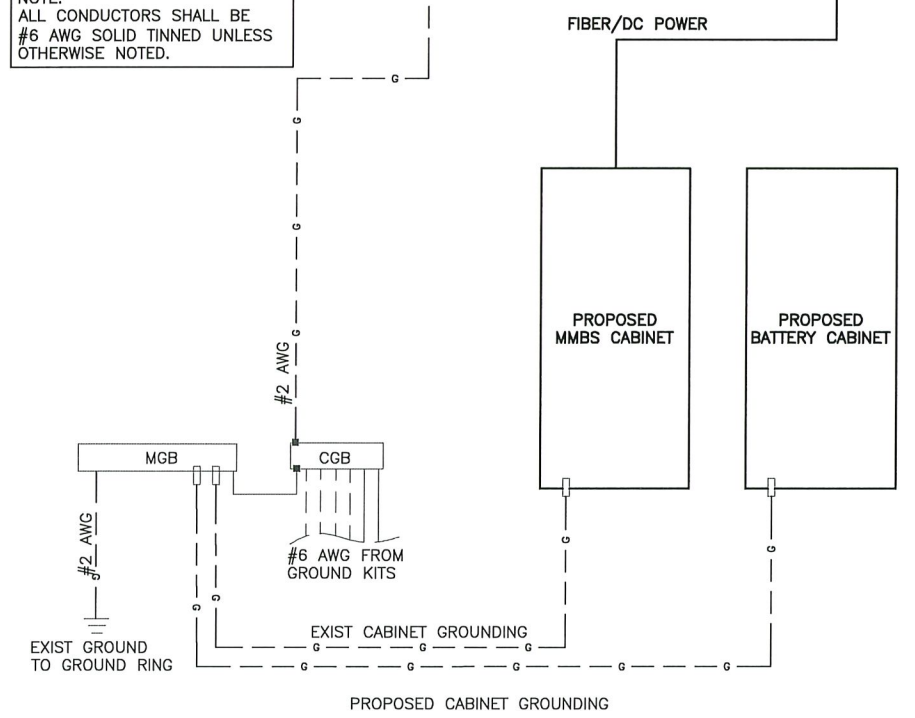 NOTE:
ALL CONDUCTORS SHALL BE
#6 AWG SOLID TINNED UNLESS
OTHERWISE NOTED.
FIBER/DC POWER
G
G
G
G
#2 AWG
PROPOSED
MMBS CABINET
PROPOSED
BATTERY CABINET
MGB
CGB
#2 AWG
G
#6 AWG FROM
GROUND KITS
G
G
G
G
EXIST GROUND
TO GROUND RING
EXIST CABINET GROUNDING
G G G
G G G G G
PROPOSED CABINET GROUNDING